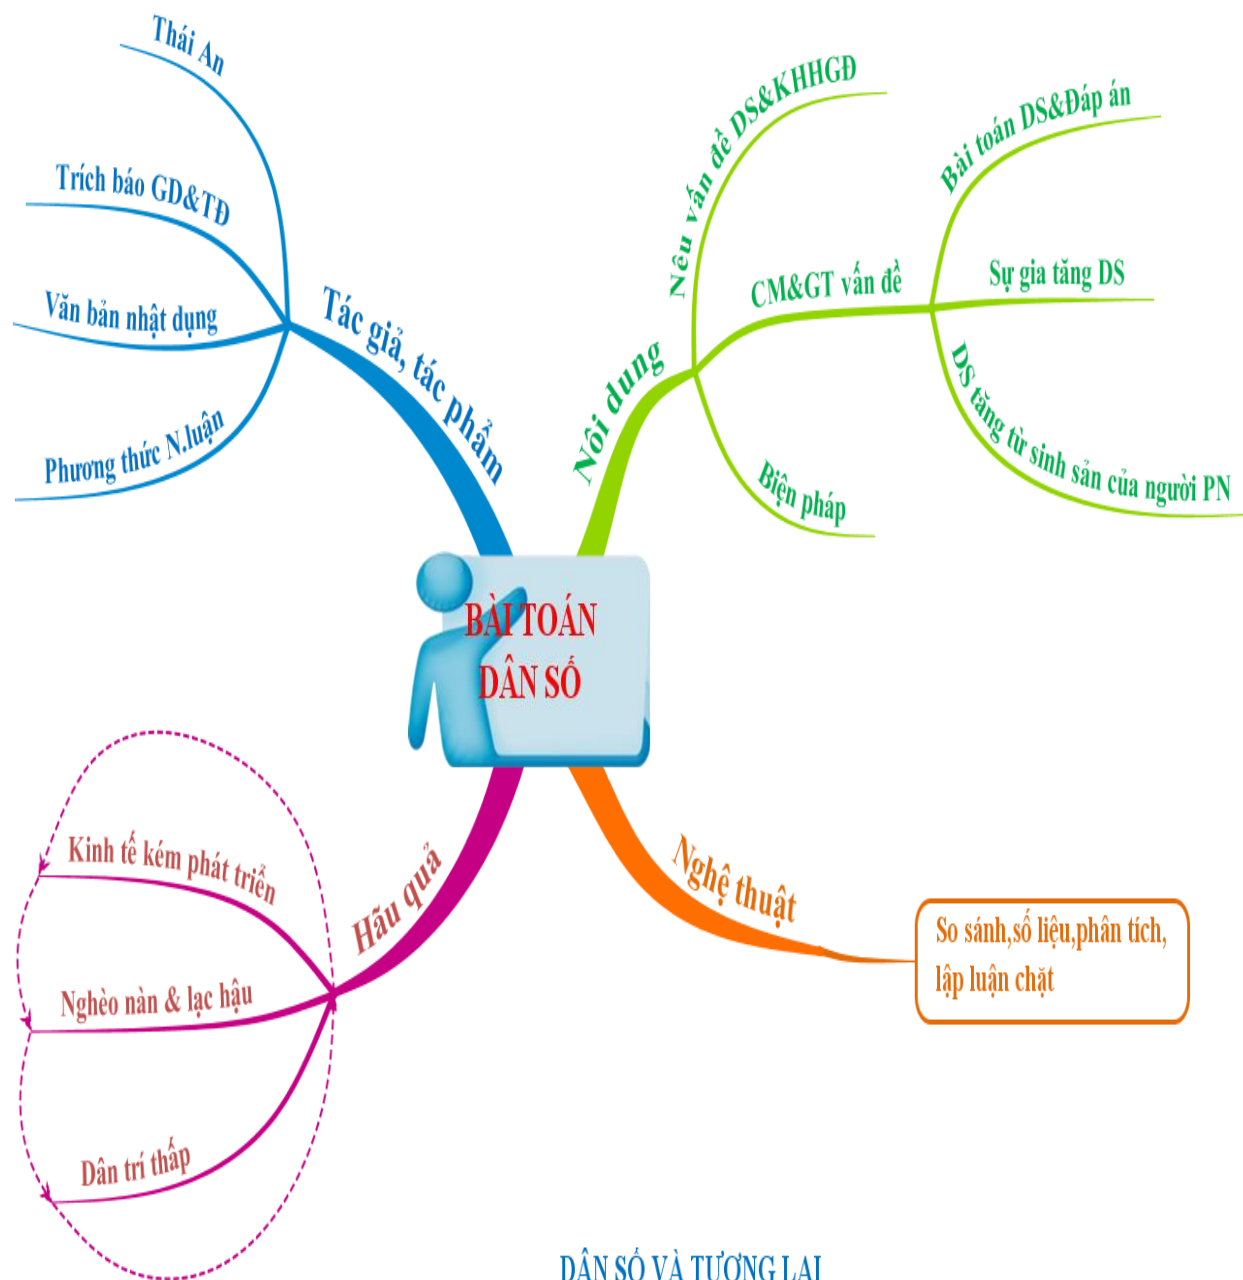 Thái An
Trích báo GD&TĐ
Văn bản nhật dụng
Phương thức N.luận
Tác giả, tác phẩm
Nôi dung
Nêu vấn đề DS&KHHGĐ
CM&GT vấn đề
Bài toán DS&Đáp án
Sự gia tăng DS
DS tăng từ sinh sản của người PN
Biện pháp
BÀI TOÁN
DÂN SỐ
Hãu quả
Kinh tế kém phát triển
Nghèo nàn & lạc hậu
Dân trí thấp
Nghệ thuật
So sánh,số liệu,phân tích,
lập luận chặt
DÂN SỐ VÀ TƯƠNG LAI